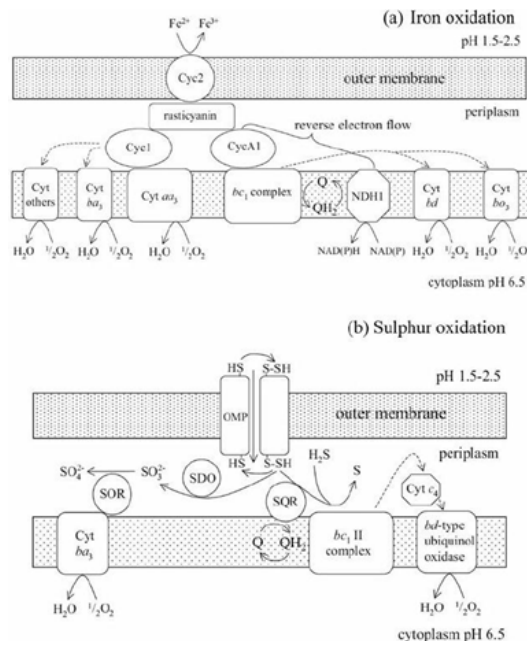 (a) Iron oxidation
Fe²⁺ Fe³⁺
pH 1.5-2.5
Cyc2
outer membrane
rusticyanin
periplasm
reverse electron flow
Cyc1
CycA1
Cyt others
Cyt ba₃
Cyt aa₃
bc₁ complex
Q
QH₂
NDH1
Cyt bd
Cyt bo₃
H₂O ¹/₂O₂ H₂O ¹/₂O₂ H₂O ¹/₂O₂ NAD(P)H NAD(P) H₂O ¹/₂O₂ H₂O ¹/₂O₂
cytoplasm pH 6.5
(b) Sulphur oxidation
HS S-SH
pH 1.5-2.5
OMP
outer membrane
HS S-SH
H₂S
periplasm
SO₄²⁻ SO₃²⁻
SDO
S
SOR
SQR
Cyt c₄
Cyt ba₃
Q QH₂
bc₁ II complex
bd-type ubiquinol oxidase
H₂O ¹/₂O₂ H₂O ¹/₂O₂
cytoplasm pH 6.5